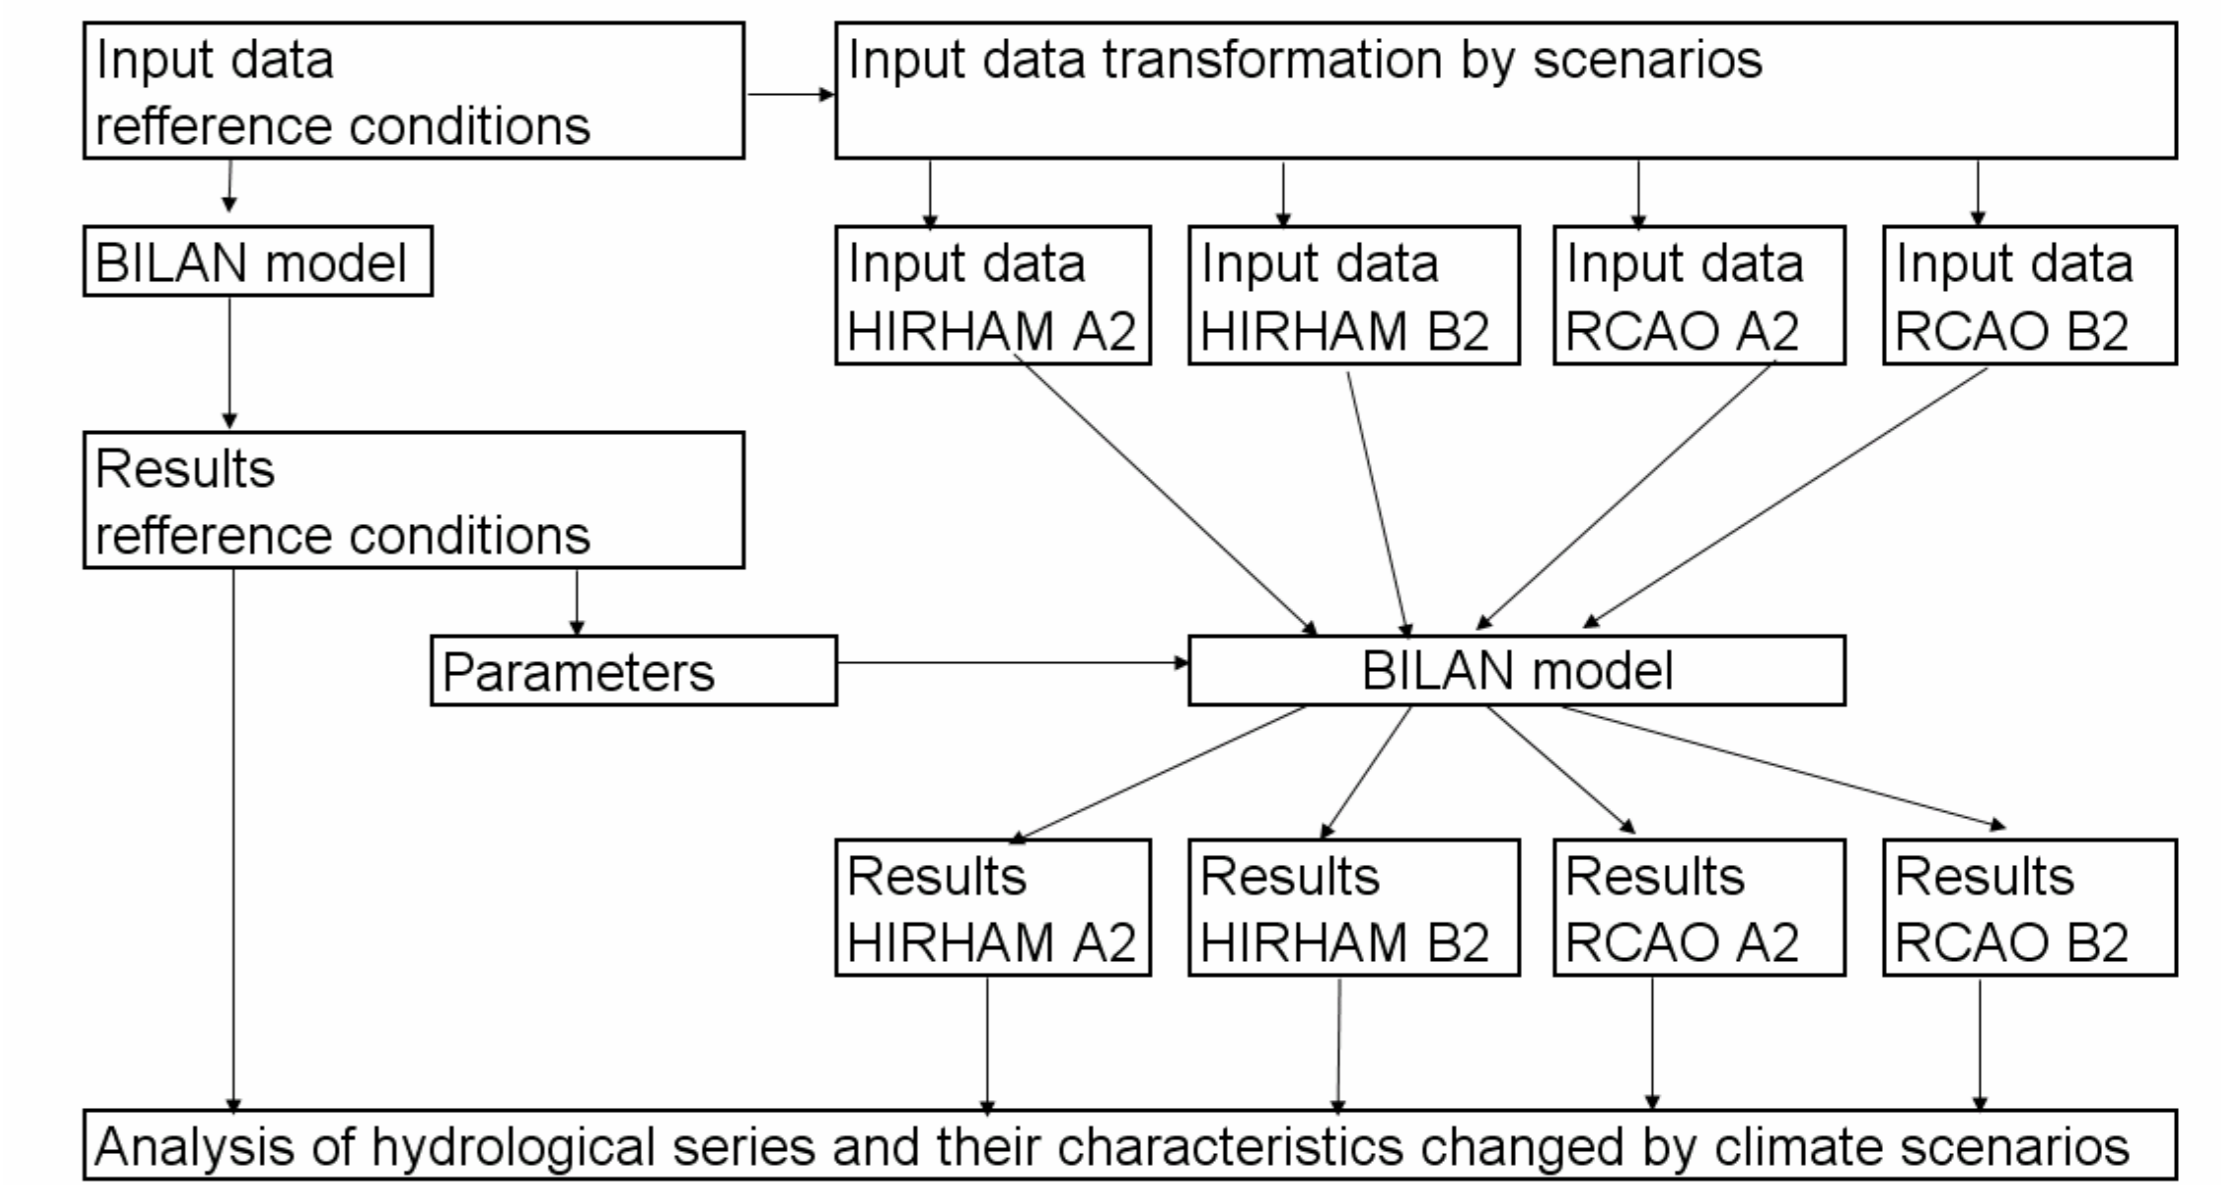 Input data
refference conditions
Input data transformation by scenarios
BILAN model
Input data
HIRHAM A2
Input data
HIRHAM B2
Input data
RCAO A2
Input data
RCAO B2
Results
refference conditions
Parameters
BILAN model
Results
HIRHAM A2
Results
HIRHAM B2
Results
RCAO A2
Results
RCAO B2
Analysis of hydrological series and their characteristics changed by climate scenarios